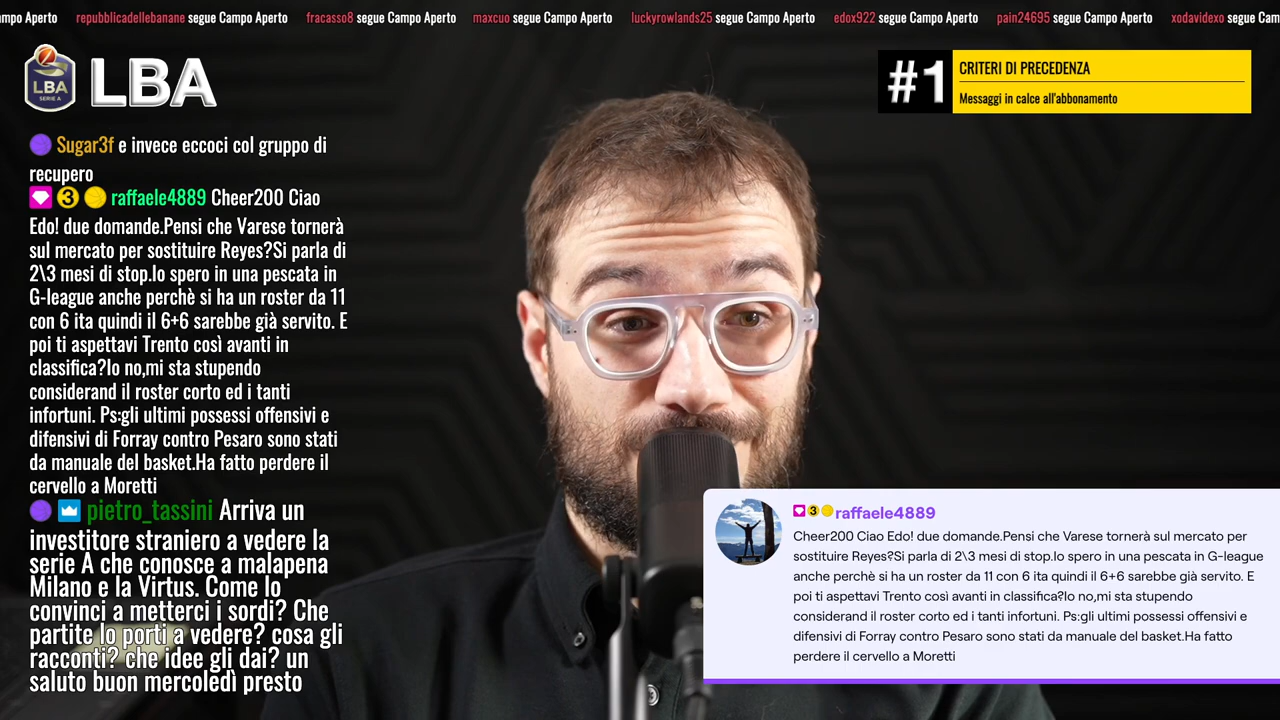 mpo Aperto repubblicadellebanane segue Campo Aperto fracasso8 segue Campo Aperto maxcuo segue Campo Aperto luckyrowlands25 segue Campo Aperto edox922 segue Campo Aperto pain24695 segue Campo Aperto xodavidexo segue Cam
LBA
SERIE A
LBA
#1
CRITERI DI PRECEDENZA
Messaggi in calce all'abbonamento
Sugar3f e invece eccoci col gruppo di
recupero
3 raffaele4889 Cheer200 Ciao
Edo! due domande.Pensi che Varese tornerà
sul mercato per sostituire Reyes?Si parla di
2\3 mesi di stop.Io spero in una pescata in
G-league anche perchè si ha un roster da 11
con 6 ita quindi il 6+6 sarebbe già servito. E
poi ti aspettavi Trento così avanti in
classifica?Io no,mi sta stupendo
considerand il roster corto ed i tanti
infortuni. Ps:gli ultimi possessi offensivi e
difensivi di Forray contro Pesaro sono stati
da manuale del basket.Ha fatto perdere il
cervello a Moretti
pietro_tassini Arriva un
investitore straniero a vedere la
serie A che conosce a malapena
Milano e la Virtus. Come lo
convinci a metterci i sordi? Che
partite lo porti a vedere? cosa gli
racconti? che idee gli dai? un
saluto buon mercoledì presto
3 raffaele4889
Cheer200 Ciao Edo! due domande.Pensi che Varese tornerà sul mercato per
sostituire Reyes?Si parla di 2\3 mesi di stop.Io spero in una pescata in G-league
anche perchè si ha un roster da 11 con 6 ita quindi il 6+6 sarebbe già servito. E
poi ti aspettavi Trento così avanti in classifica?Io no,mi sta stupendo
considerand il roster corto ed i tanti infortuni. Ps:gli ultimi possessi offensivi e
difensivi di Forray contro Pesaro sono stati da manuale del basket.Ha fatto
perdere il cervello a Moretti